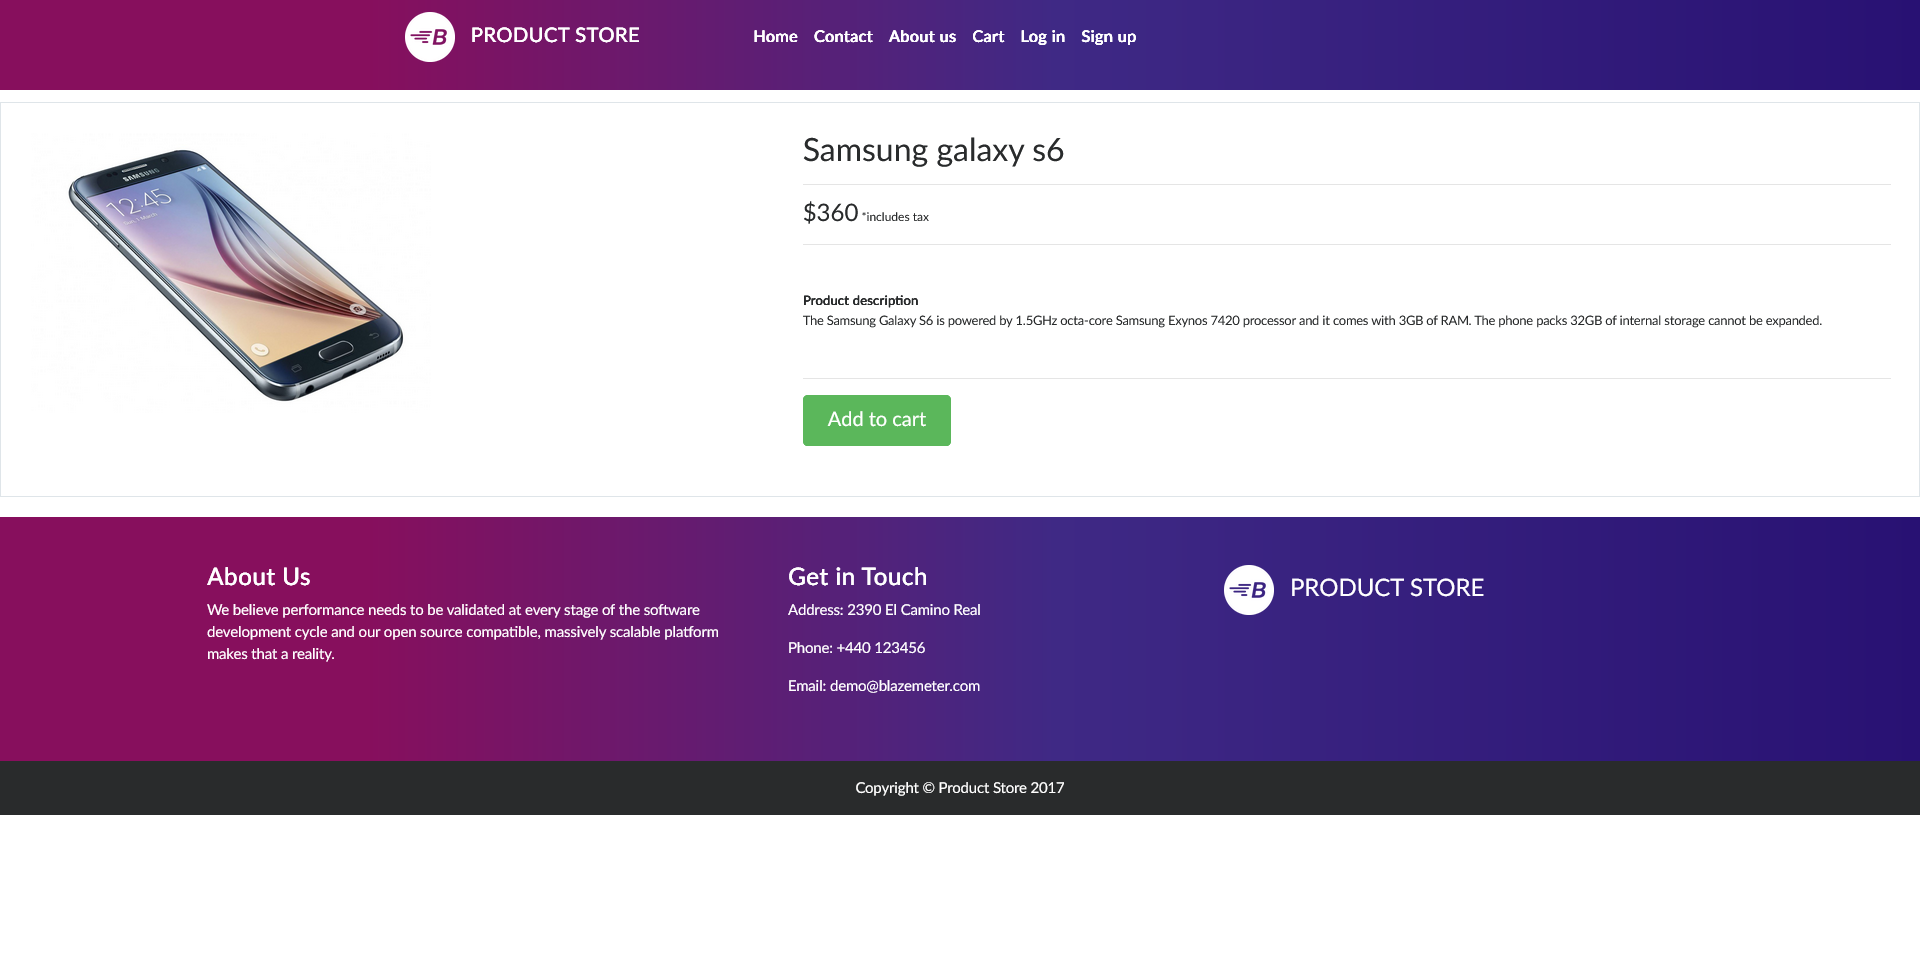 B PRODUCT STORE
Home Contact About us Cart Log in Sign up
SAMSUNG
12:45
Samsung galaxy s6
$360 *includes tax
Product description
The Samsung Galaxy S6 is powered by 1.5GHz octa-core Samsung Exynos 7420 processor and it comes with 3GB of RAM. The phone packs 32GB of internal storage cannot be expanded.
Add to cart
About Us
We believe performance needs to be validated at every stage of the software
development cycle and our open source compatible, massively scalable platform
makes that a reality.
Get in Touch
Address: 2390 El Camino Real
Phone: +440 123456
Email: demo@blazemeter.com
B PRODUCT STORE
Copyright © Product Store 2017